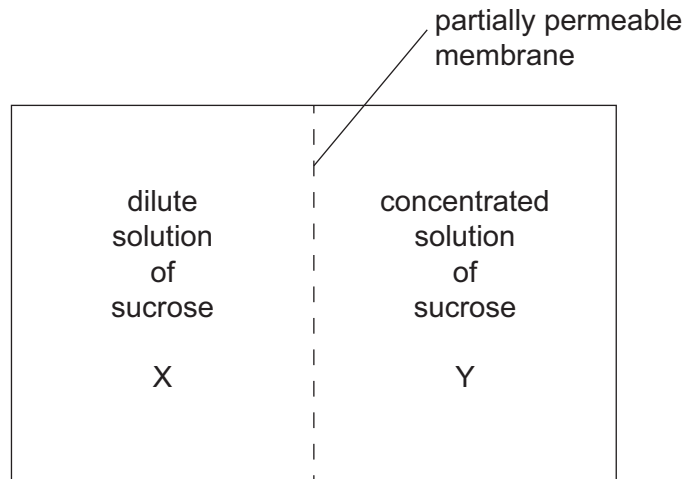 partially permeable
membrane
dilute
solution
of
sucrose
X
concentrated
solution
of
sucrose
Y